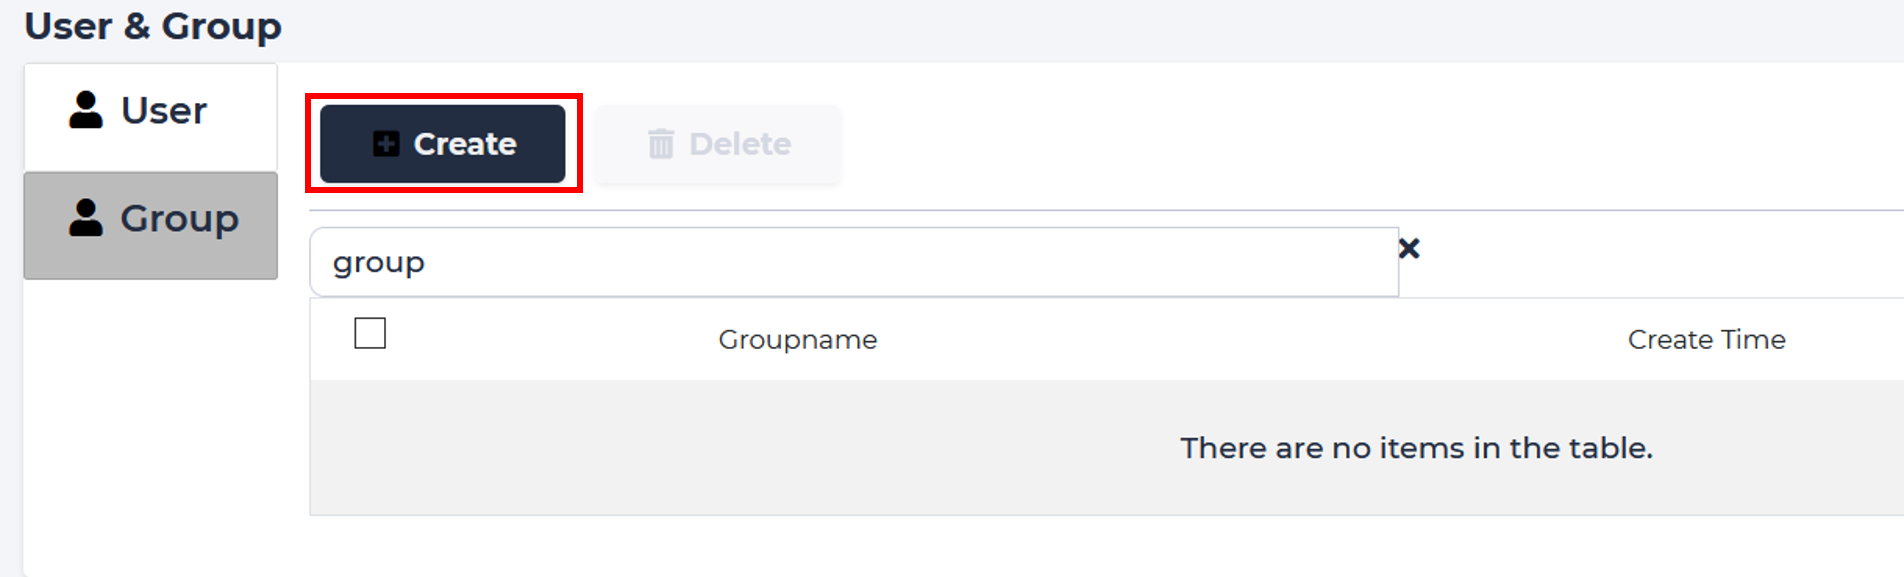 User & Group
User
Create
Delete
Group
group
Groupname
Create Time
There are no items in the table.